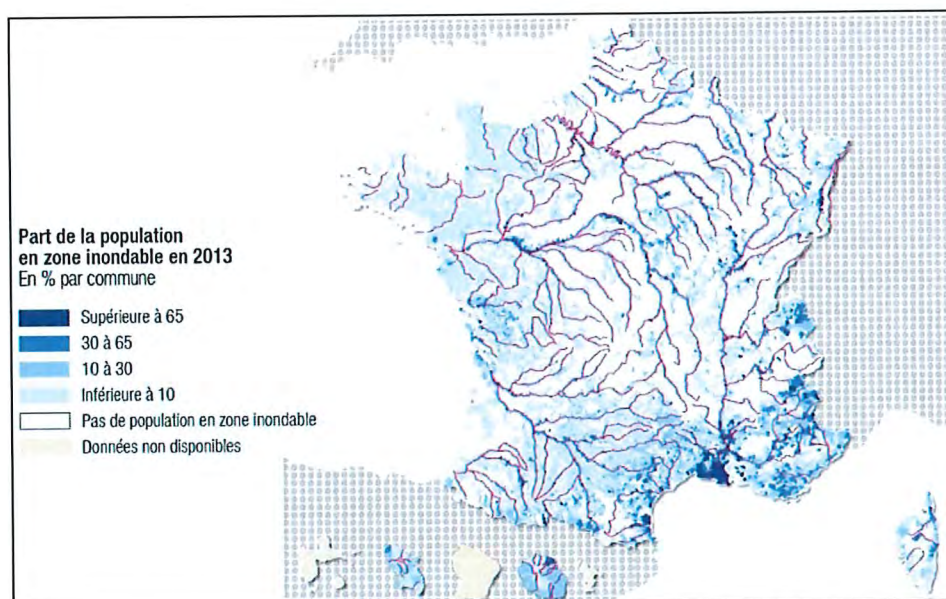 Part de la population
en zone inondable en 2013
En % par commune
Supérieure à 65
30 à 65
10 à 30
Inférieure à 10
Pas de population en zone inondable
Données non disponibles